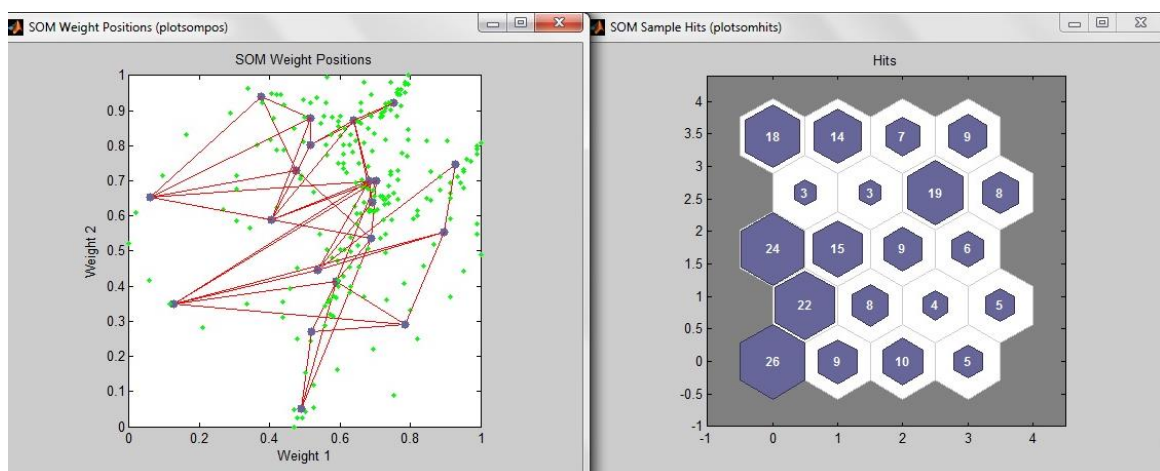 SOM Weight Positions (plotsompos)
SOM Weight Positions
1
0.9
0.8
0.7
0.6
0.5
0.4
0.3
0.2
0.1
0
Weight 2
0 0.2 0.4 0.6 0.8 1
Weight 1
SOM Sample Hits (plotsomhits)
Hits
4
3.5
3
2.5
2
1.5
1
0.5
0
-0.5
-1
18 14 7 9
3 3 19 8
24 15 9 6
22 8 4 5
26 9 10 5
-1 0 1 2 3 4